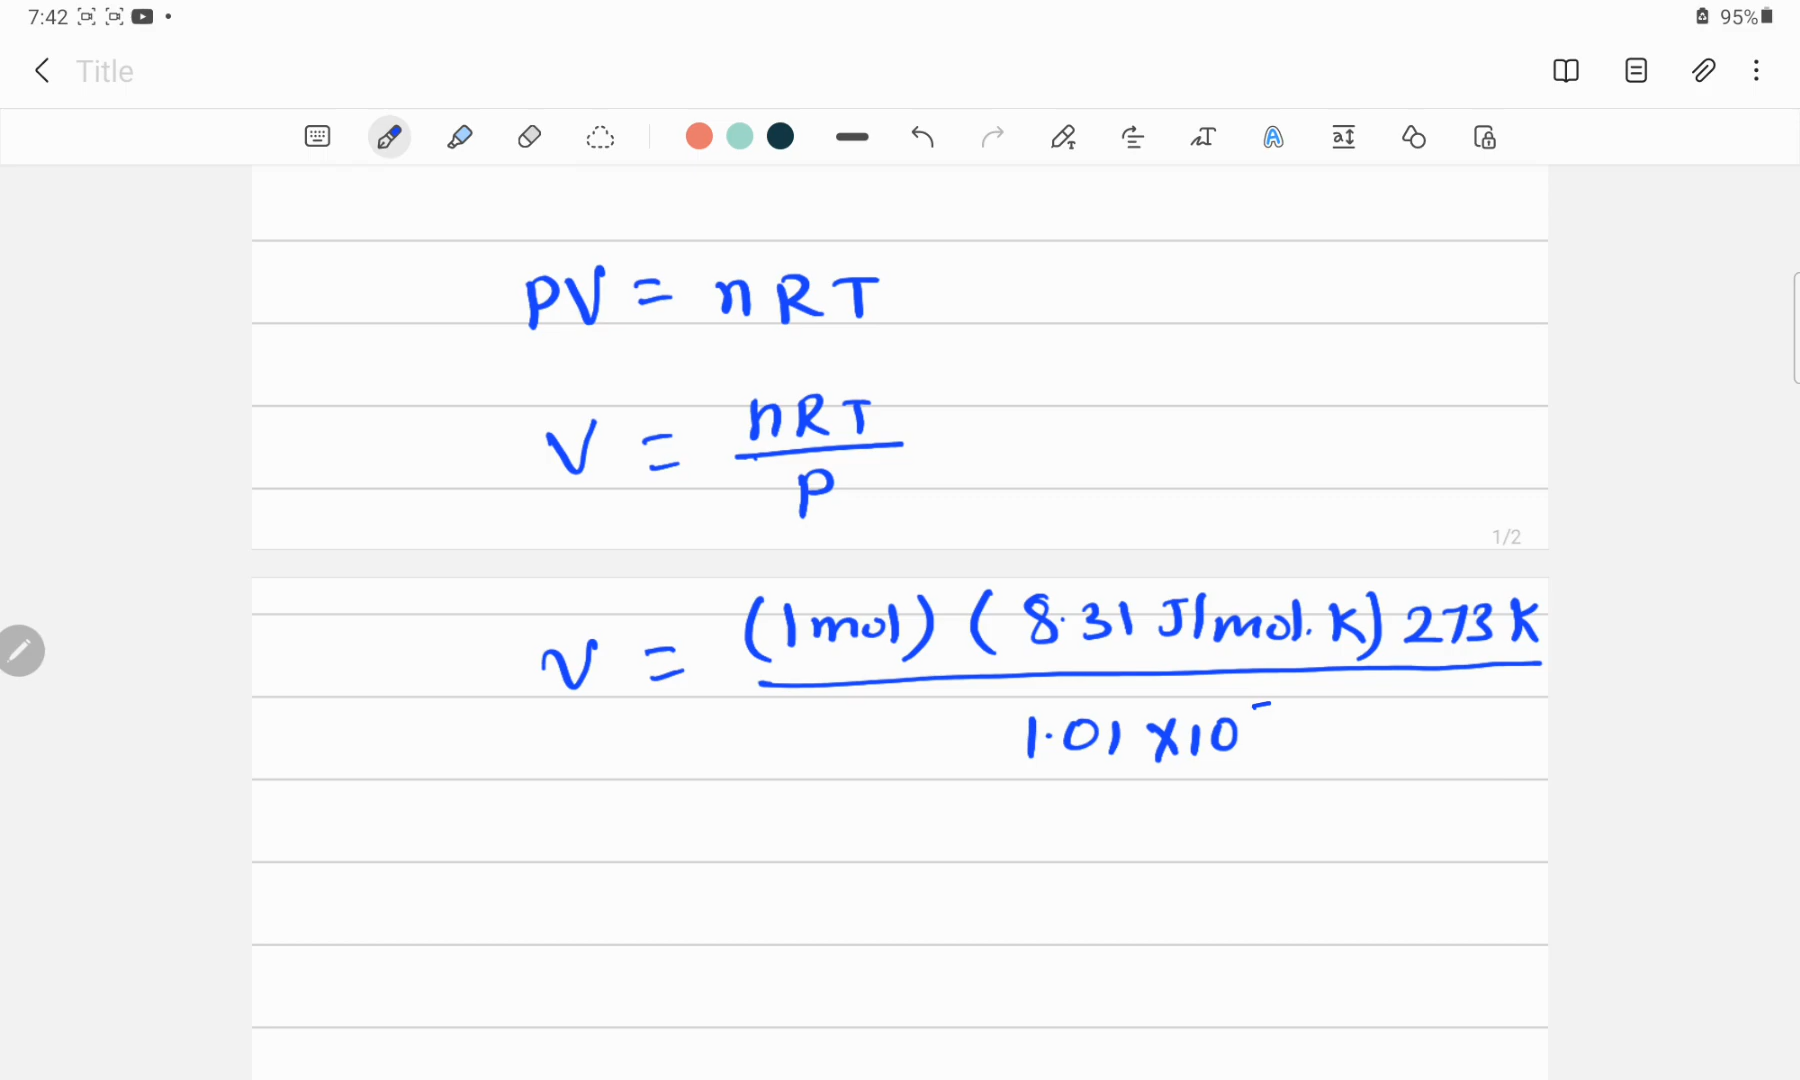 7:42
95%
Title
PV = nRT
V = nRT
P
1/2
V = (1mol) (8.31 J/mol.K) 273K
1.01 x10⁻